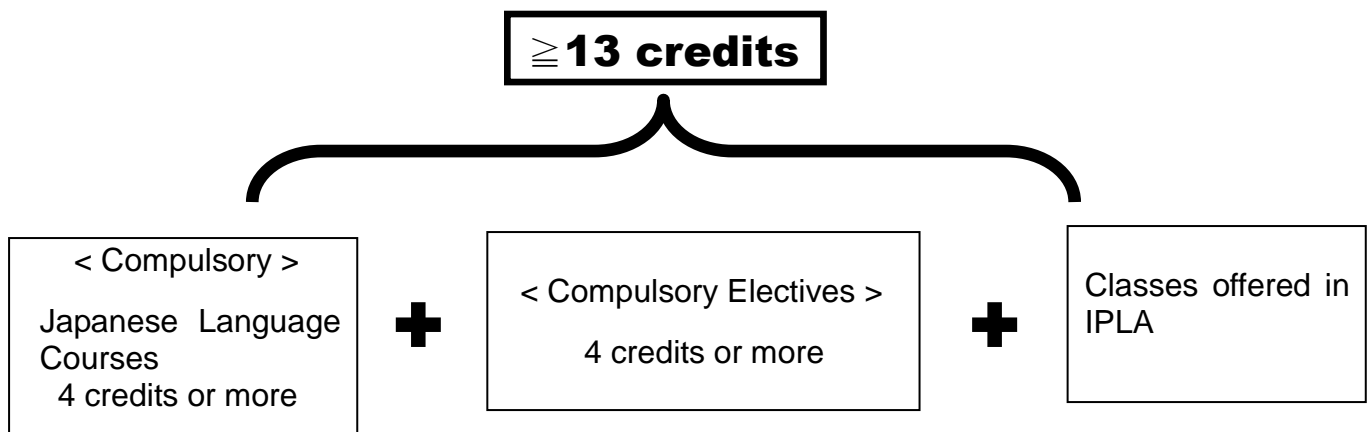 ≧13 credits
< Compulsory >
Japanese Language
Courses
4 credits or more
< Compulsory Electives >
4 credits or more
Classes offered in
IPLA